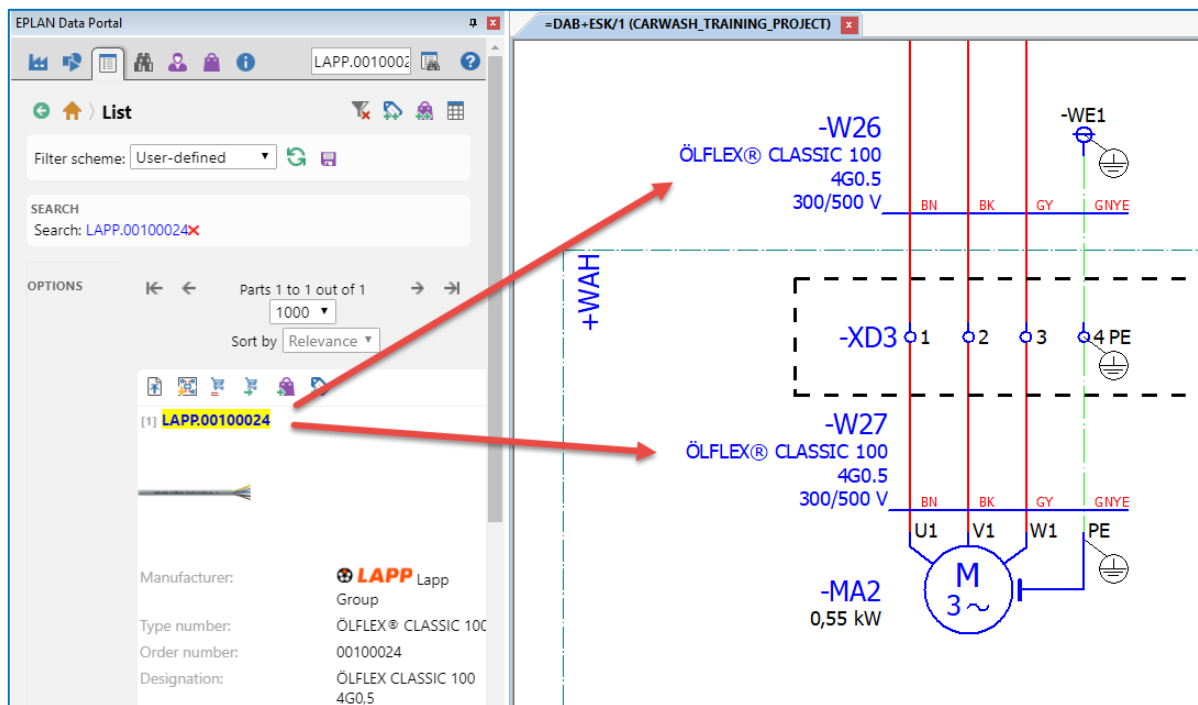 EPLAN Data Portal
LAPP.0010002
List
Filter scheme: User-defined
SEARCH
Search: LAPP.00100024
OPTIONS
Parts 1 to 1 out of 1
1000
Sort by Relevance
[1] LAPP.00100024
Manufacturer: LAPP Lapp
Group
Type number: ÖLFLEX® CLASSIC 100
Order number: 00100024
Designation: ÖLFLEX CLASSIC 100
4G0,5
=DAB+ESK/1 (CARWASH_TRAINING_PROJECT)
-WE1
-W26
ÖLFLEX® CLASSIC 100
4G0.5
300/500 V
BN BK GY GNYE
+WAH
-XD3 1 2 3 4 PE
-W27
ÖLFLEX® CLASSIC 100
4G0.5
300/500 V
BN BK GY GNYE
U1 V1 W1 PE
-MA2
0,55 kW
M
3~